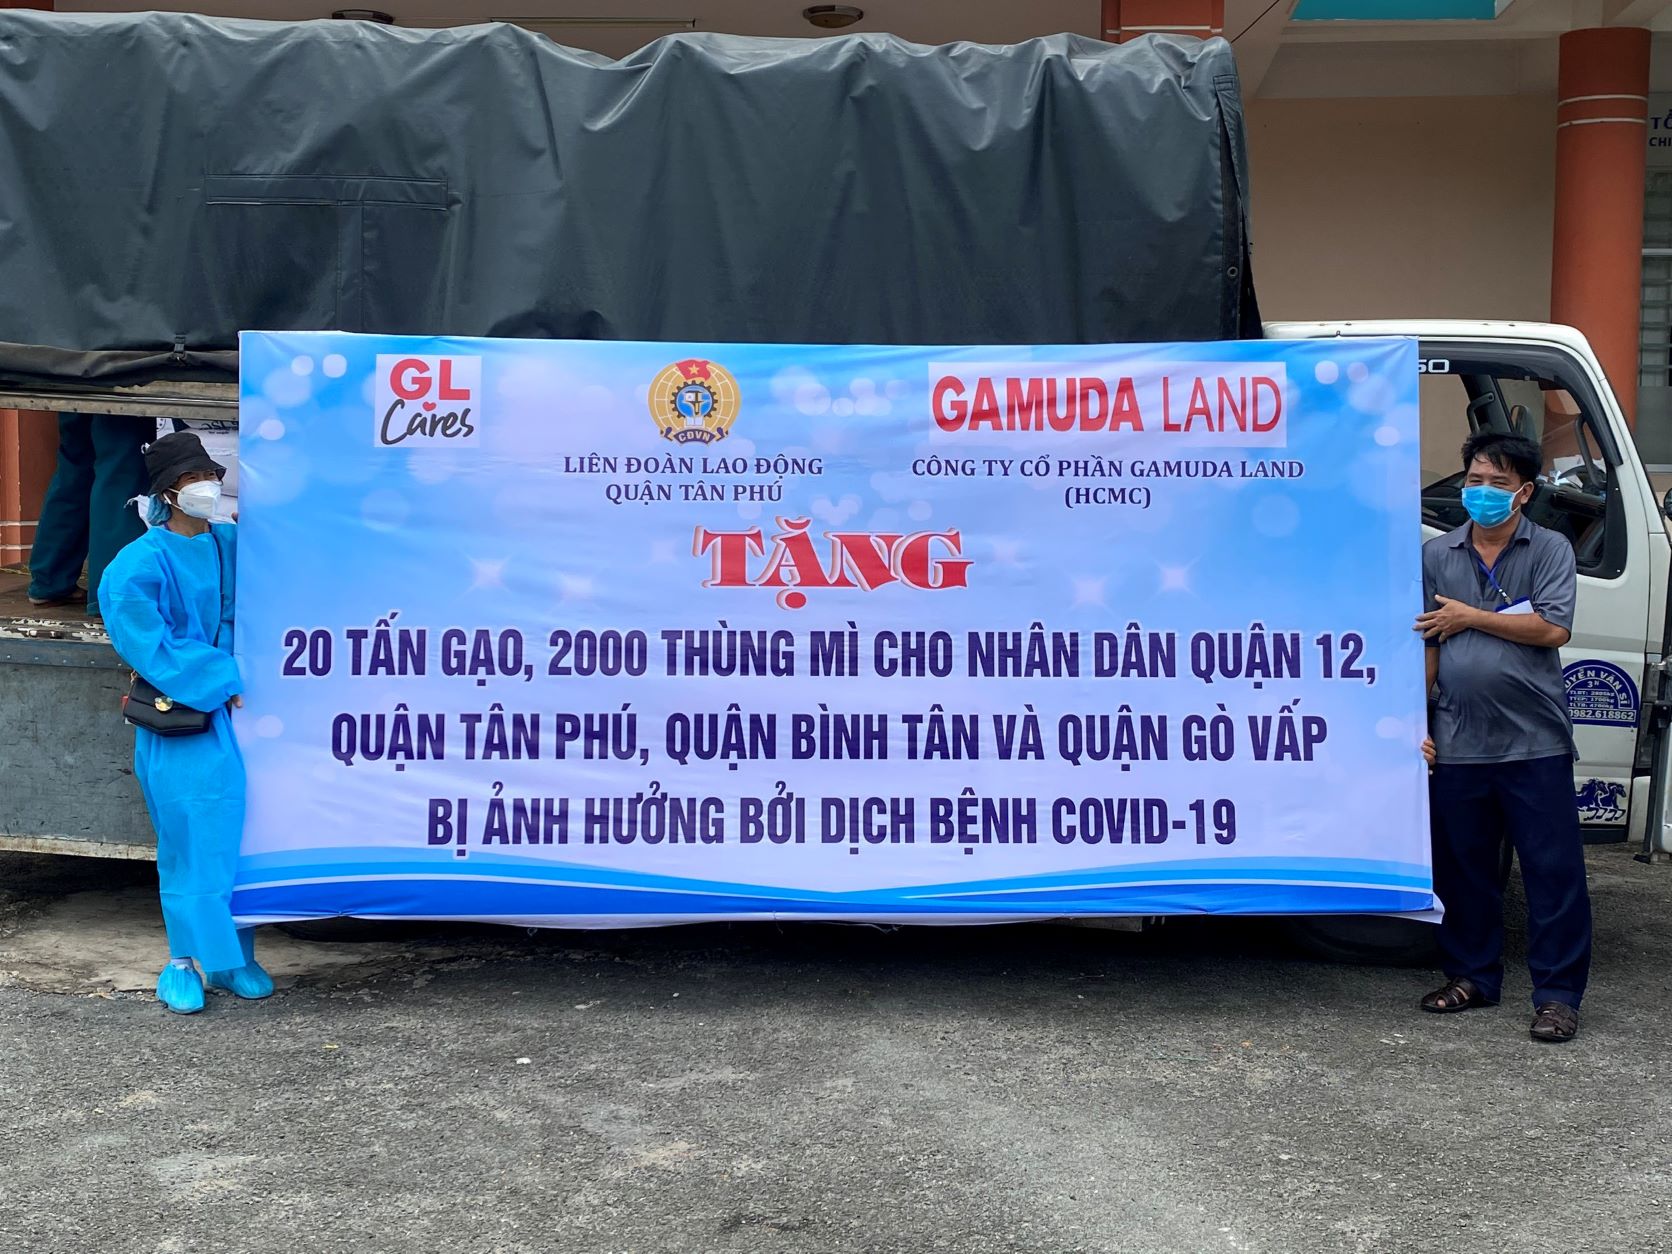 GL
Cares
CĐVN
GAMUDA LAND
LIÊN ĐOÀN LAO ĐỘNG
QUẬN TÂN PHÚ
CÔNG TY CỔ PHẦN GAMUDA LAND
(HCMC)
TẶNG
20 TẤN GẠO, 2000 THÙNG MÌ CHO NHÂN DÂN QUẬN 12,
QUẬN TÂN PHÚ, QUẬN BÌNH TÂN VÀ QUẬN GÒ VẤP
BỊ ẢNH HƯỞNG BỞI DỊCH BỆNH COVID-19
0982.618862